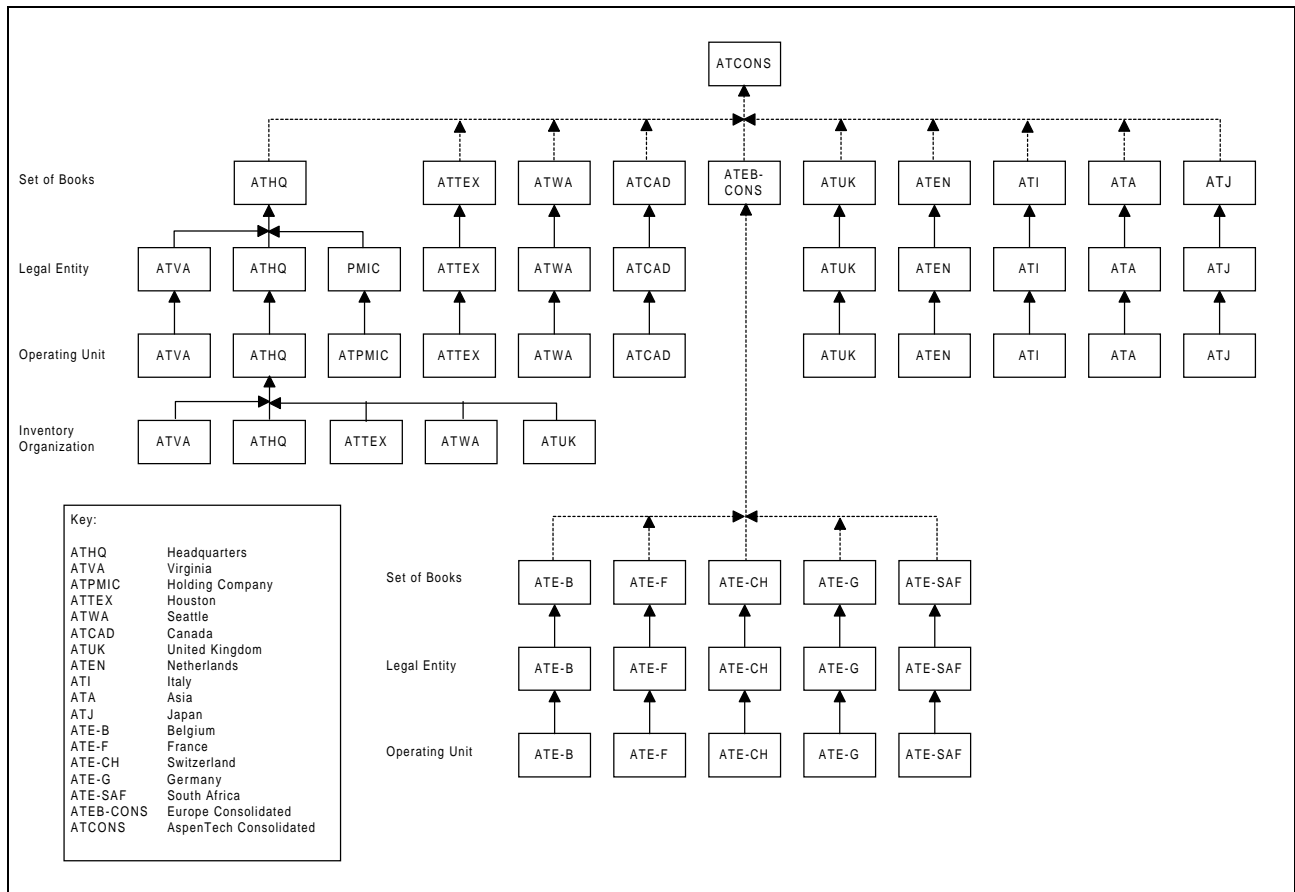 ATCONS
Set of Books
ATHQ
ATTEX
ATWA
ATCAD
ATEB-
CONS
ATUK
ATEN
ATI
ATA
ATJ
Legal Entity
ATVA
ATHQ
PMIC
ATTEX
ATWA
ATCAD
ATUK
ATEN
ATI
ATA
ATJ
Operating Unit
ATVA
ATHQ
ATPMIC
ATTEX
ATWA
ATCAD
ATUK
ATEN
ATI
ATA
ATJ
Inventory
Organization
ATVA
ATHQ
ATTEX
ATWA
ATUK
Key:
ATHQ Headquarters
ATVA Virginia
ATPMIC Holding Company
ATTEX Houston
ATWA Seattle
ATCAD Canada
ATUK United Kingdom
ATEN Netherlands
ATI Italy
ATA Asia
ATJ Japan
ATE-B Belgium
ATE-F France
ATE-CH Switzerland
ATE-G Germany
ATE-SAF South Africa
ATEB-CONS Europe Consolidated
ATCONS AspenTech Consolidated
Set of Books
ATE-B
ATE-F
ATE-CH
ATE-G
ATE-SAF
Legal Entity
ATE-B
ATE-F
ATE-CH
ATE-G
ATE-SAF
Operating Unit
ATE-B
ATE-F
ATE-CH
ATE-G
ATE-SAF